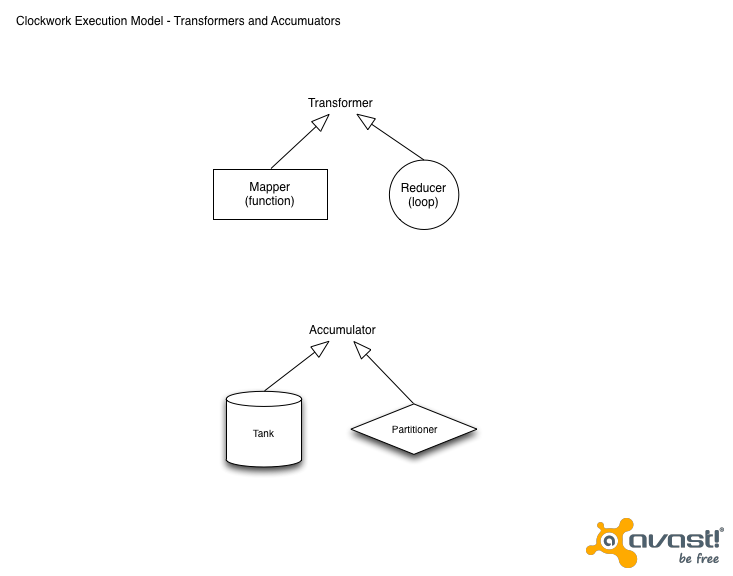 Clockwork Execution Model - Transformers and Accumuators
Transformer
Mapper
(function)
Reducer
(loop)
Accumulator
Tank
Partitioner
a avast!®
be free